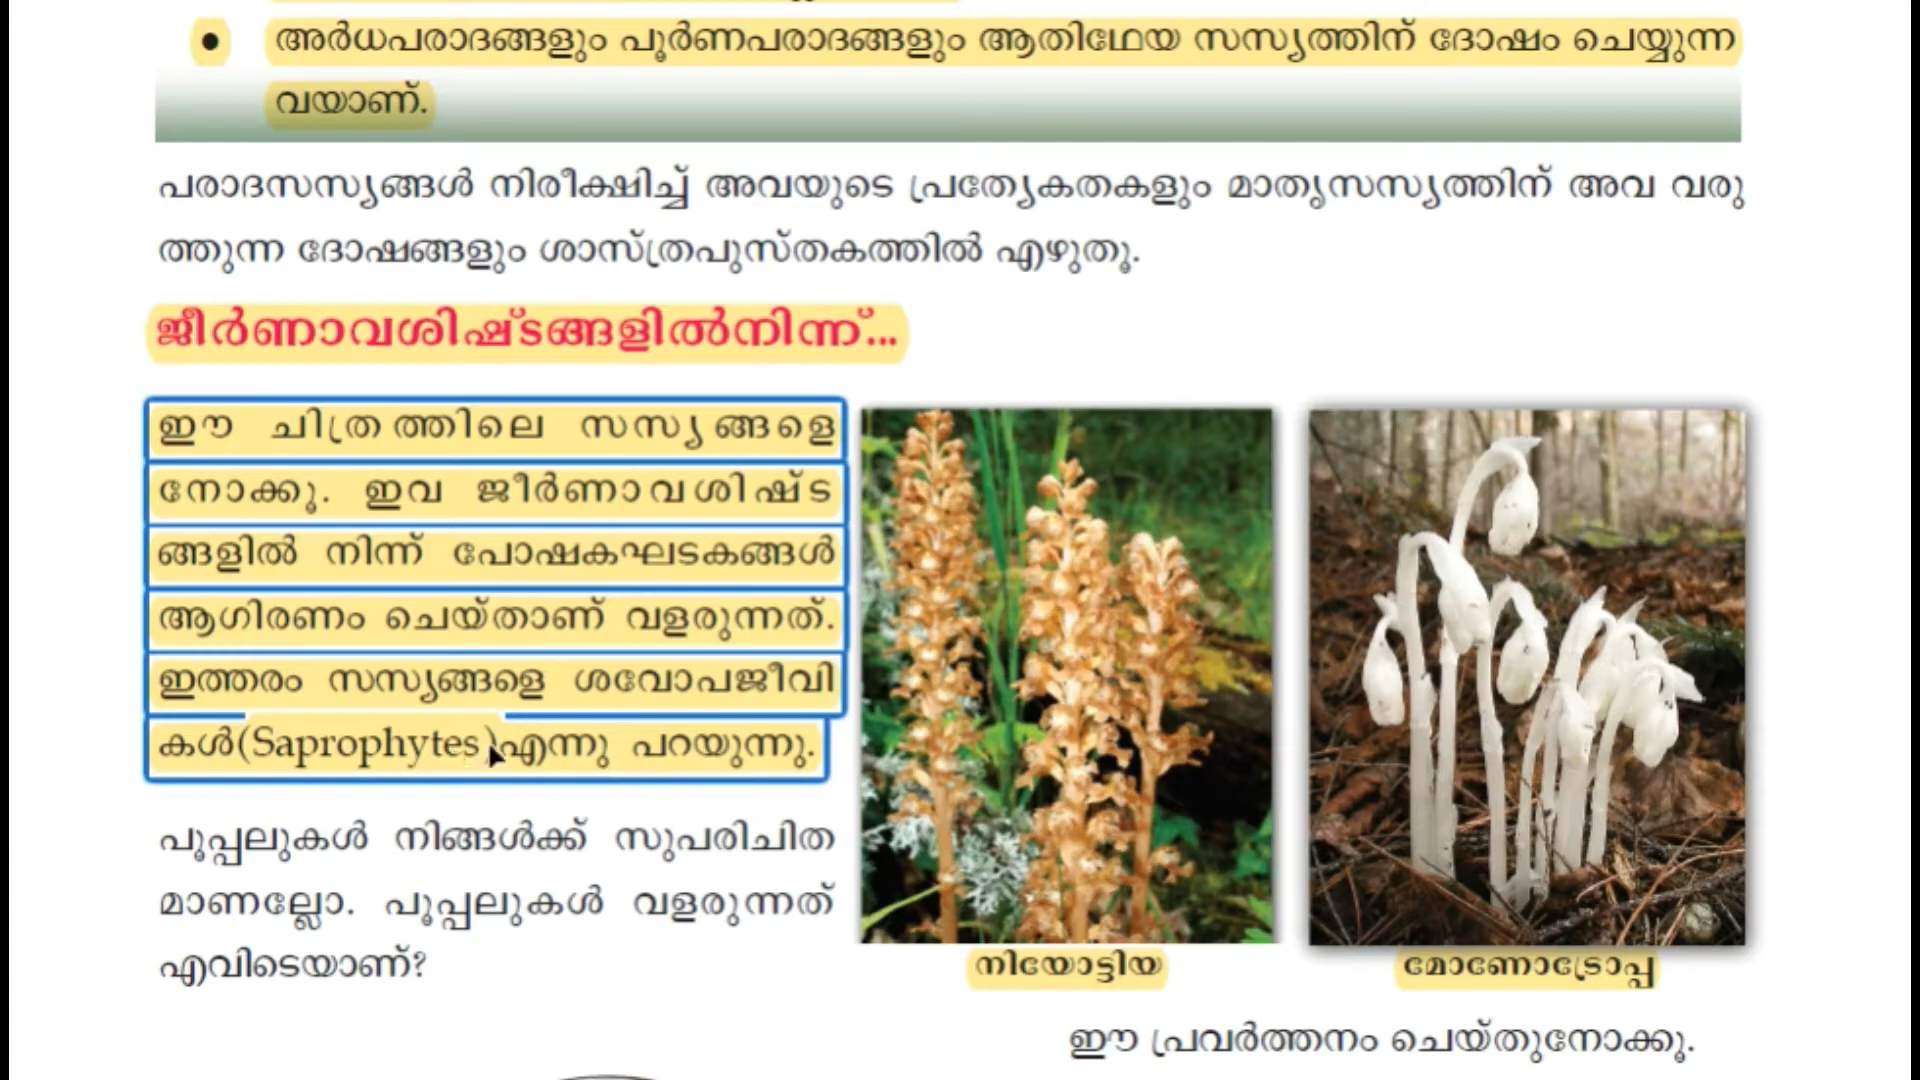 ● അർധപരാദങ്ങളും പൂർണപരാദങ്ങളും ആതിഥേയ സസ്യത്തിന് ദോഷം ചെയ്യുന്ന
വയാണ്.
പരാദസസ്യങ്ങൾ നിരീക്ഷിച്ച് അവയുടെ പ്രത്യേകതകളും മാതൃസസ്യത്തിന് അവ വരു
ത്തുന്ന ദോഷങ്ങളും ശാസ്ത്രപുസ്തകത്തിൽ എഴുതൂ.
ജീർണാവശിഷ്ടങ്ങളിൽനിന്ന്...
ഈ ചിത്രത്തിലെ സസ്യങ്ങളെ
നോക്കൂ. ഇവ ജീർണാവശിഷ്ട
ങ്ങളിൽ നിന്ന് പോഷകഘടകങ്ങൾ
ആഗിരണം ചെയ്താണ് വളരുന്നത്.
ഇത്തരം സസ്യങ്ങളെ ശവോപജീവി
കൾ(Saprophytes)എന്നു പറയുന്നു.
പൂപ്പലുകൾ നിങ്ങൾക്ക് സുപരിചിത
മാണല്ലോ. പൂപ്പലുകൾ വളരുന്നത്
എവിടെയാണ്?
നിയോട്ടിയ
മോണോട്രോപ്പ
ഈ പ്രവർത്തനം ചെയ്തുനോക്കൂ.